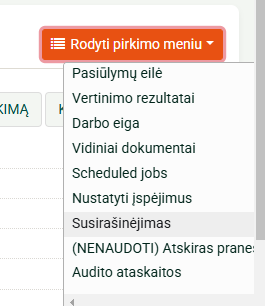 Rodyti pirkimo meniu
Pasiūlymų eilė
Vertinimo rezultatai
Darbo eiga
KIMĄ
K
Vidiniai dokumentai
Scheduled jobs
Nustatyti įspėjimus
Susirašinėjimas
(NENAUDOTI) Atskiras praneš
Audito ataskaitos